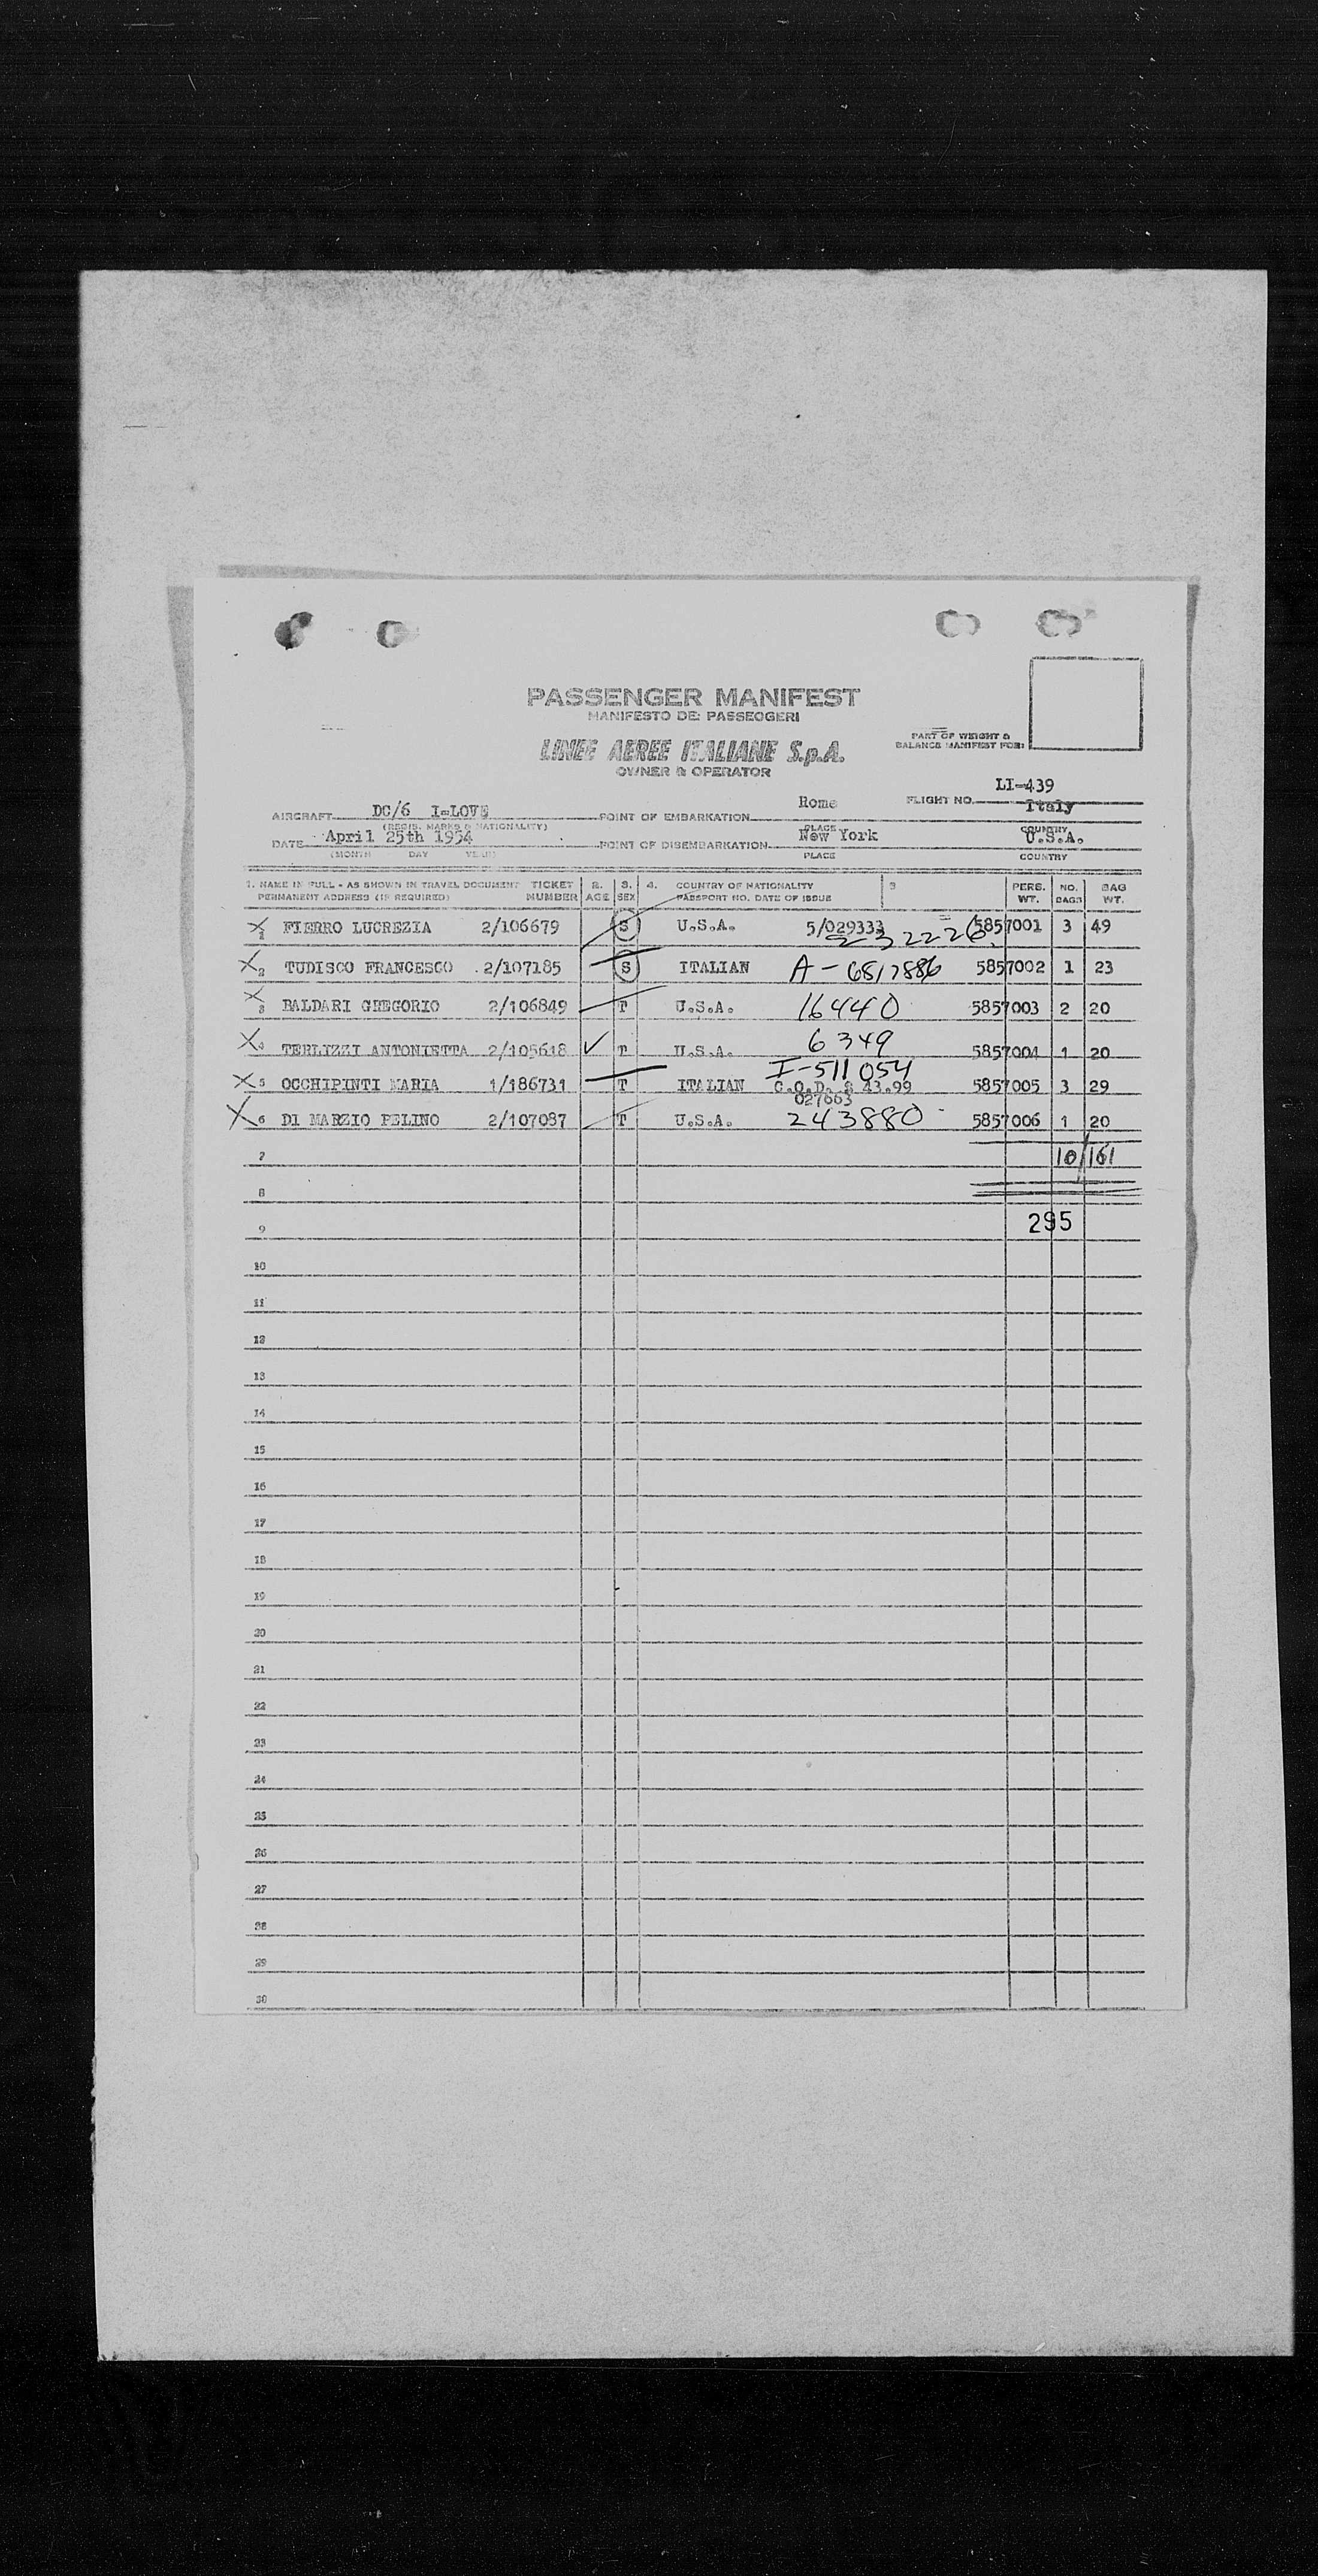 PASSENGER MANIFEST
MANIFESTO DEI PASSEGGERI
LINEE AEREE ITALIANE S.p.A.
OWNER & OPERATOR
PART OF WEIGHT &
BALANCE MANIFEST FOR:
LI-439
AIRCRAFT DC/6 I-LOVE POINT OF EMBARKATION Rome FLIGHT NO. Italy
(REGIS. MARKS & NATIONALITY) PLACE COUNTRY
DATE April 25th 1954 POINT OF DISEMBARKATION New York U.S.A.
(MONTH DAY YEAR) PLACE COUNTRY
1. NAME IN FULL - AS SHOWN IN TRAVEL DOCUMENT TICKET 2. 3. 4. COUNTRY OF NATIONALITY PERS. NO. BAG
PERMANENT ADDRESS (IF REQUIRED) NUMBER AGE SEX PASSPORT NO. DATE OF ISSUE WT. BAGS WT.
X 1 FIERRO LUCREZIA 2/106679 S U.S.A. 5/029333 5857001 3 49
232226
X 2 TUDISCO FRANCESCO 2/107185 S ITALIAN A-6817886 5857002 1 23
X 3 BALDARI GREGORIO 2/106849 T U.S.A. 16440 5857003 2 20
X 4 TERLIZZI ANTONIETTA 2/105618 ✓ T U.S.A. 6349 5857004 1 20
I-511054
X 5 OCCHIPINTI MARIA 1/186731 T ITALIAN C.O.D. $ 43.99 5857005 3 29
027663
X 6 DI MARZIO PELINO 2/107087 T U.S.A. 243880 5857006 1 20
7 10/161
8
9 295
10
11
12
13
14
15
16
17
18
19
20
21
22
23
24
25
26
27
28
29
30